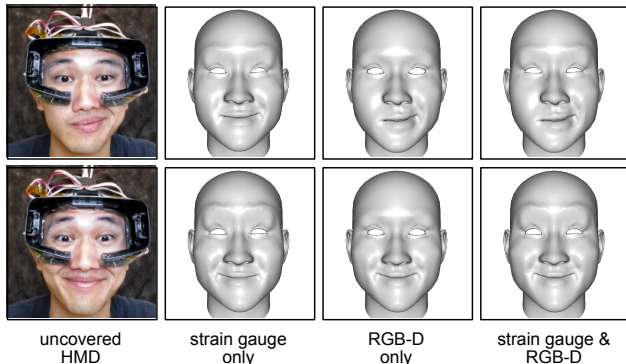 uncovered
HMD
strain gauge
only
RGB-D
only
strain gauge &
RGB-D